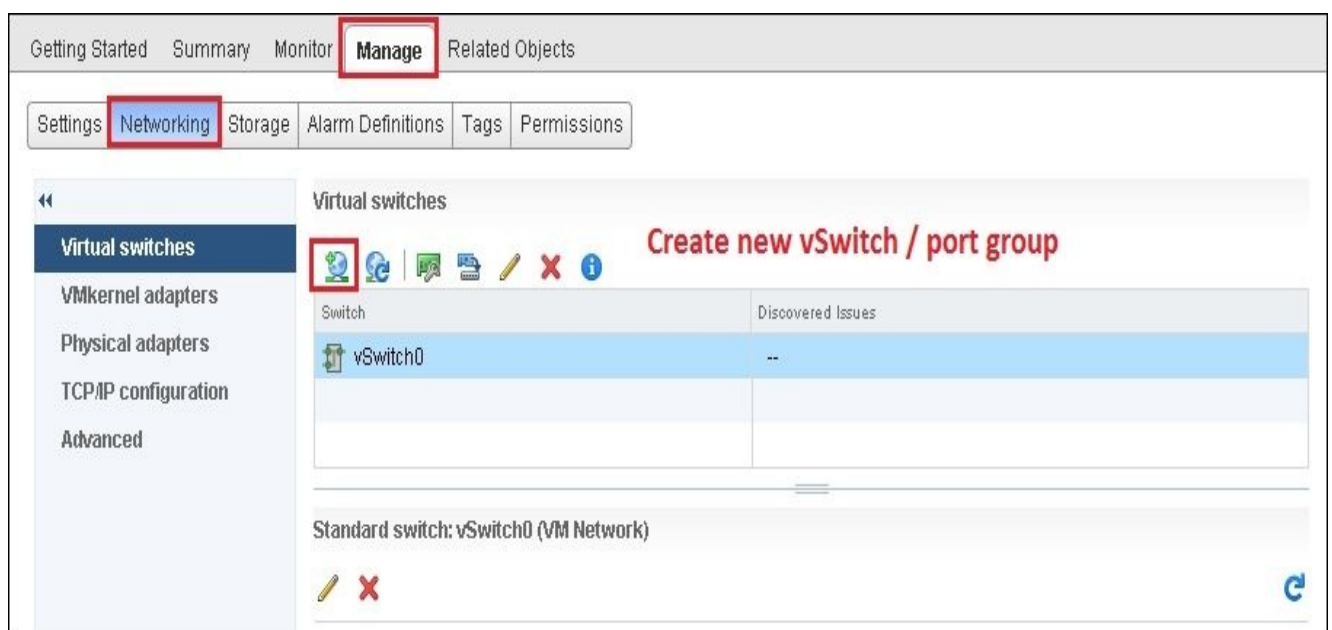 Getting Started Summary Monitor Manage Related Objects
Settings Networking Storage Alarm Definitions Tags Permissions
Virtual switches
VMkernel adapters
Physical adapters
TCP/IP configuration
Advanced
Virtual switches
Create new vSwitch / port group
Switch Discovered Issues
vSwitch0 --
Standard switch: vSwitch0 (VM Network)